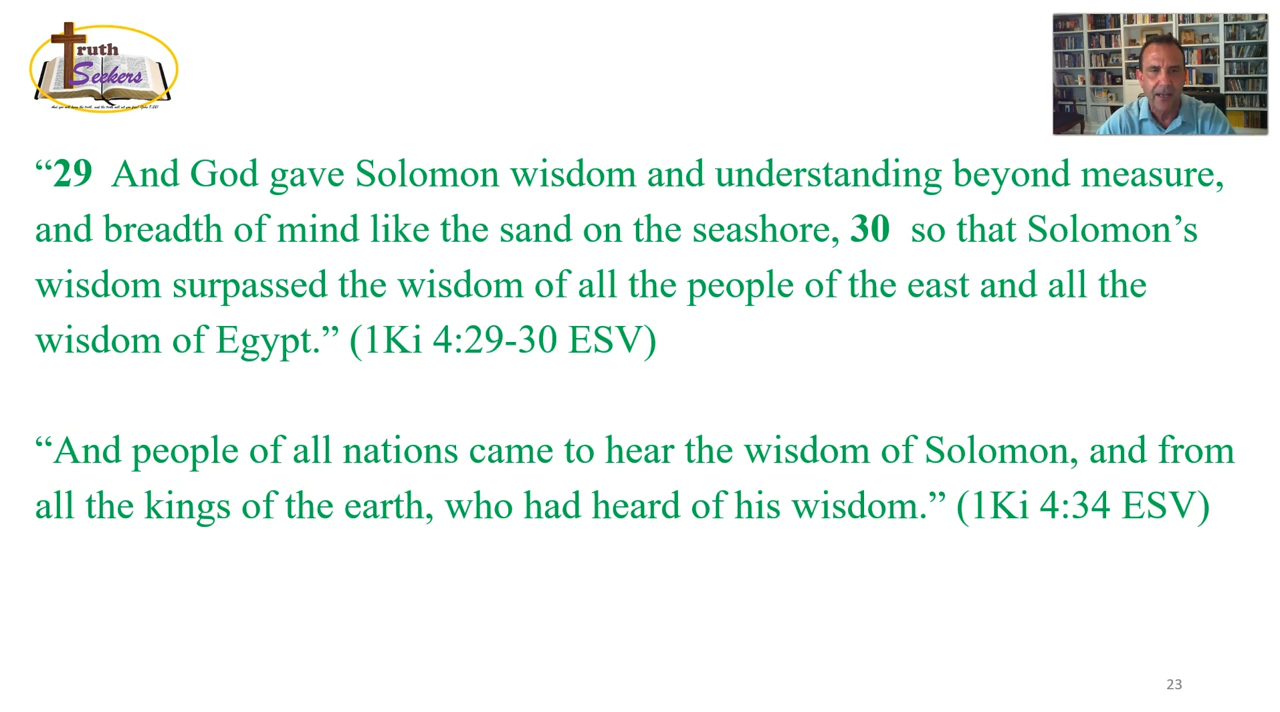 Truth
Seekers
“29 And God gave Solomon wisdom and understanding beyond measure,
and breadth of mind like the sand on the seashore, 30 so that Solomon’s
wisdom surpassed the wisdom of all the people of the east and all the
wisdom of Egypt.” (1Ki 4:29-30 ESV)
“And people of all nations came to hear the wisdom of Solomon, and from
all the kings of the earth, who had heard of his wisdom.” (1Ki 4:34 ESV)
23